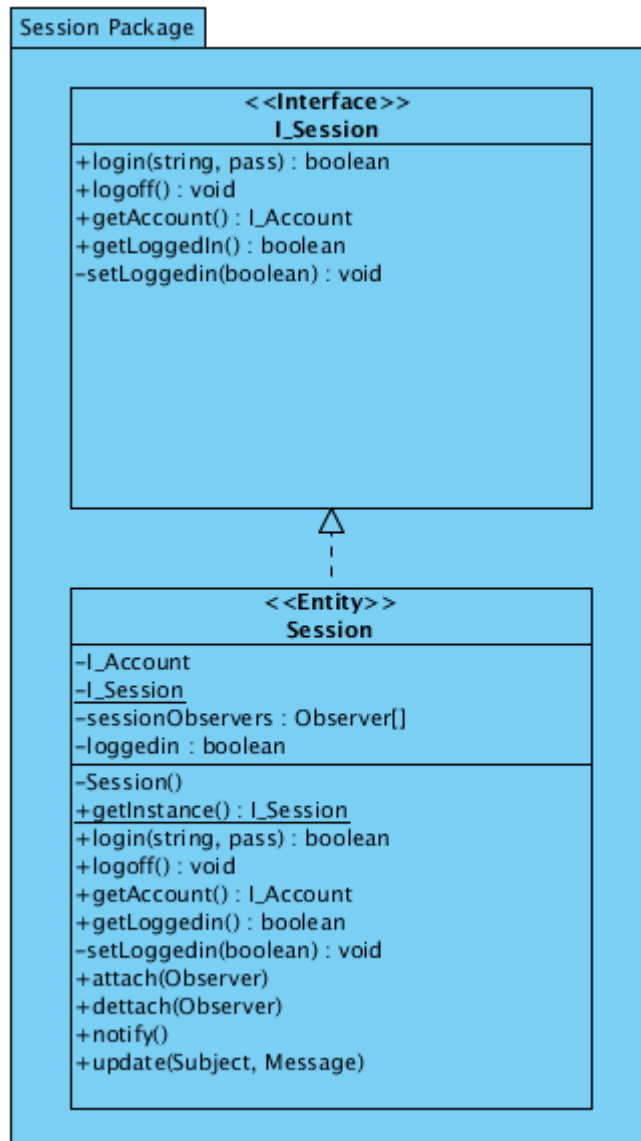 Session Package
<<Interface>>
I_Session
+login(string, pass) : boolean
+logoff() : void
+getAccount() : I_Account
+getLoggedIn() : boolean
-setLoggedin(boolean) : void
<<Entity>>
Session
-I_Account
-I_Session
-sessionObservers : Observer[]
-loggedin : boolean
-Session()
+getInstance() : I_Session
+login(string, pass) : boolean
+logoff() : void
+getAccount() : I_Account
+getLoggedin() : boolean
-setLoggedin(boolean) : void
+attach(Observer)
+dettach(Observer)
+notify()
+update(Subject, Message)